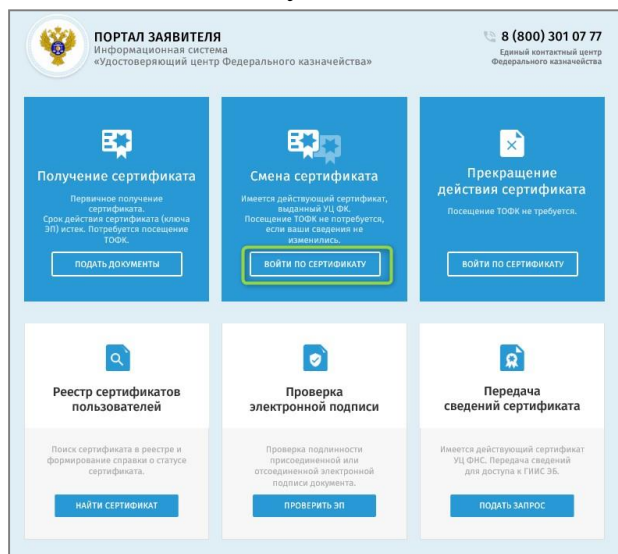 ПОРТАЛ ЗАЯВИТЕЛЯ
Информационная система
«Удостоверяющий центр Федерального казначейства»
8 (800) 301 07 77
Единый контактный центр
Федерального казначейства
Получение сертификата
Первичное получение
сертификата.
Срок действия сертификата (ключа
ЭП) истек. Потребуется посещение
ТОФК.
ПОДАТЬ ДОКУМЕНТЫ
Смена сертификата
Имеется действующий сертификат,
выданный УЦ ФК.
Посещение ТОФК не потребуется,
если ваши сведения не
изменились.
ВОЙТИ ПО СЕРТИФИКАТУ
Прекращение
действия сертификата
Посещение ТОФК не требуется.
ВОЙТИ ПО СЕРТИФИКАТУ
Реестр сертификатов
пользователей
Поиск сертификата в реестре и
формирование справки о статусе
сертификата.
НАЙТИ СЕРТИФИКАТ
Проверка
электронной подписи
Проверка подлинности
присоединенной или
отсоединенной электронной
подписи документа.
ПРОВЕРИТЬ ЭП
Передача
сведений сертификата
Имеется действующий сертификат
УЦ ФНС. Передача сведений
для доступа к ГИИС ЭБ.
ПОДАТЬ ЗАПРОС